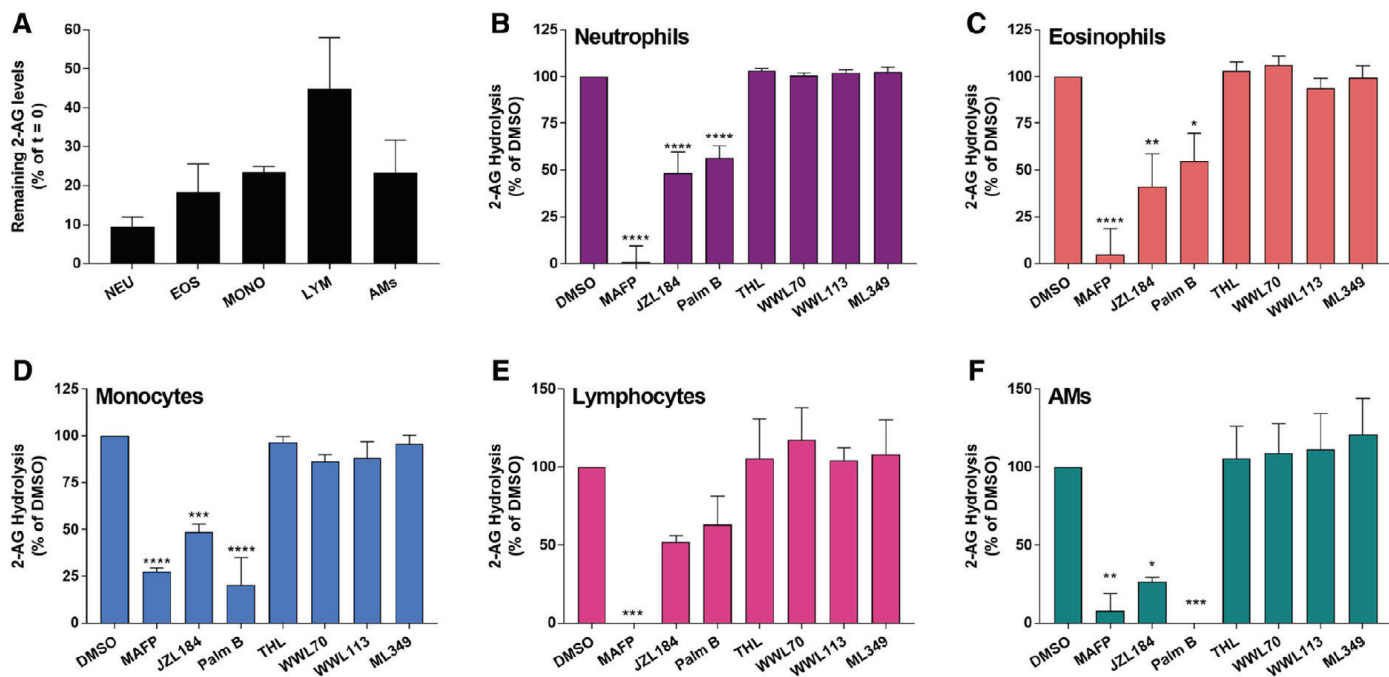 A
Remaining 2-AG levels
(% of t = 0)
60
50
40
30
20
10
0
NEU
EOS
MONO
LYM
AMs
B
Neutrophils
2-AG Hydrolysis
(% of DMSO)
125
100
75
50
25
0
****
****
****
DMSO
MAFP
JZL184
Palm B
THL
WWL70
WWL113
ML349
C
Eosinophils
2-AG Hydrolysis
(% of DMSO)
125
100
75
50
25
0
****
**
*
DMSO
MAFP
JZL184
Palm B
THL
WWL70
WWL113
ML349
D
Monocytes
2-AG Hydrolysis
(% of DMSO)
125
100
75
50
25
0
****
***
****
DMSO
MAFP
JZL184
Palm B
THL
WWL70
WWL113
ML349
E
Lymphocytes
2-AG Hydrolysis
(% of DMSO)
150
100
50
0
***
DMSO
MAFP
JZL184
Palm B
THL
WWL70
WWL113
ML349
F
AMs
2-AG Hydrolysis
(% of DMSO)
150
100
50
0
**
*
***
DMSO
MAFP
JZL184
Palm B
THL
WWL70
WWL113
ML349